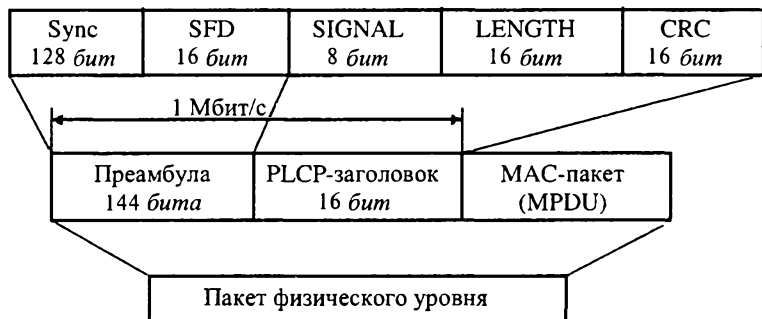 Sync SFD SIGNAL LENGTH CRC
128 бит 16 бит 8 бит 16 бит 16 бит
1 Мбит/с
Преамбула PLCP-заголовок MAC-пакет
144 бита 16 бит (MPDU)
Пакет физического уровня